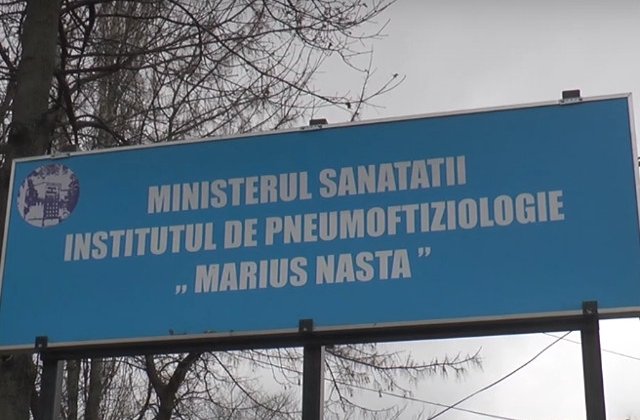 MINISTERUL SANATATII
INSTITUTUL DE PNEUMOFTIZIOLOGIE
„ MARIUS NASTA ”